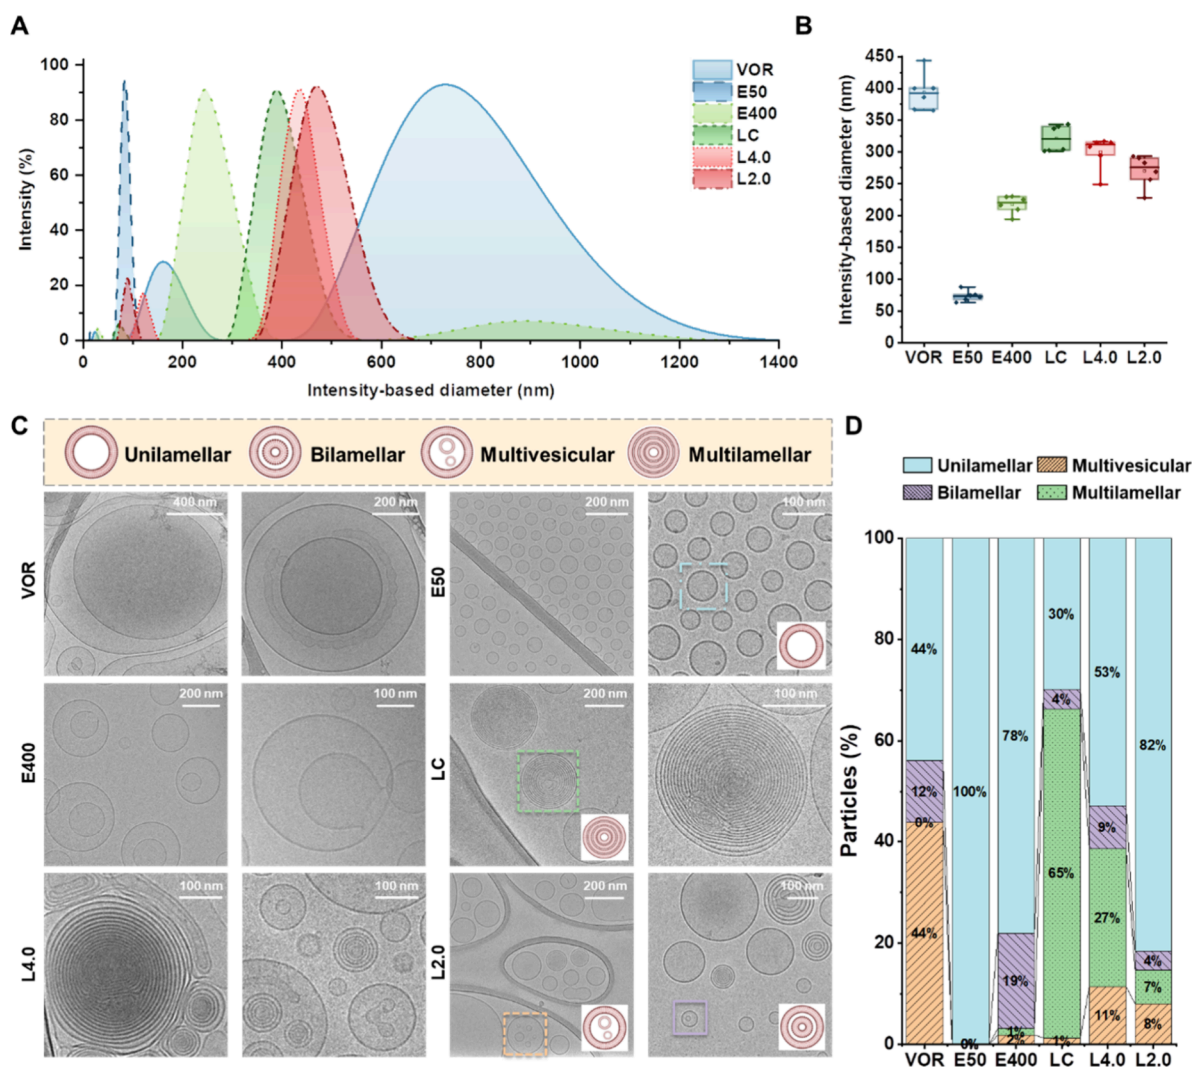 A
100
80
60
40
20
0
Intensity (%)
0 200 400 600 800 1000 1200 1400
Intensity-based diameter (nm)
VOR
E50
E400
LC
L4.0
L2.0
B
450
400
350
300
250
200
150
100
50
0
Intensity-based diameter (nm)
VOR E50 E400 LC L4.0 L2.0
C
Unilamellar Bilamellar Multivesicular Multilamellar
VOR
400 nm
200 nm
E50
200 nm
100 nm
E400
200 nm
100 nm
LC
200 nm
100 nm
L4.0
100 nm
100 nm
L2.0
200 nm
100 nm
D
Unilamellar Multivesicular
Bilamellar Multilamellar
100
80
60
40
20
0
Particles (%)
44%
12%
0%
44%
100%
0%
78%
19%
1%
2%
30%
4%
65%
1%
53%
9%
27%
11%
82%
4%
7%
8%
VOR E50 E400 LC L4.0 L2.0